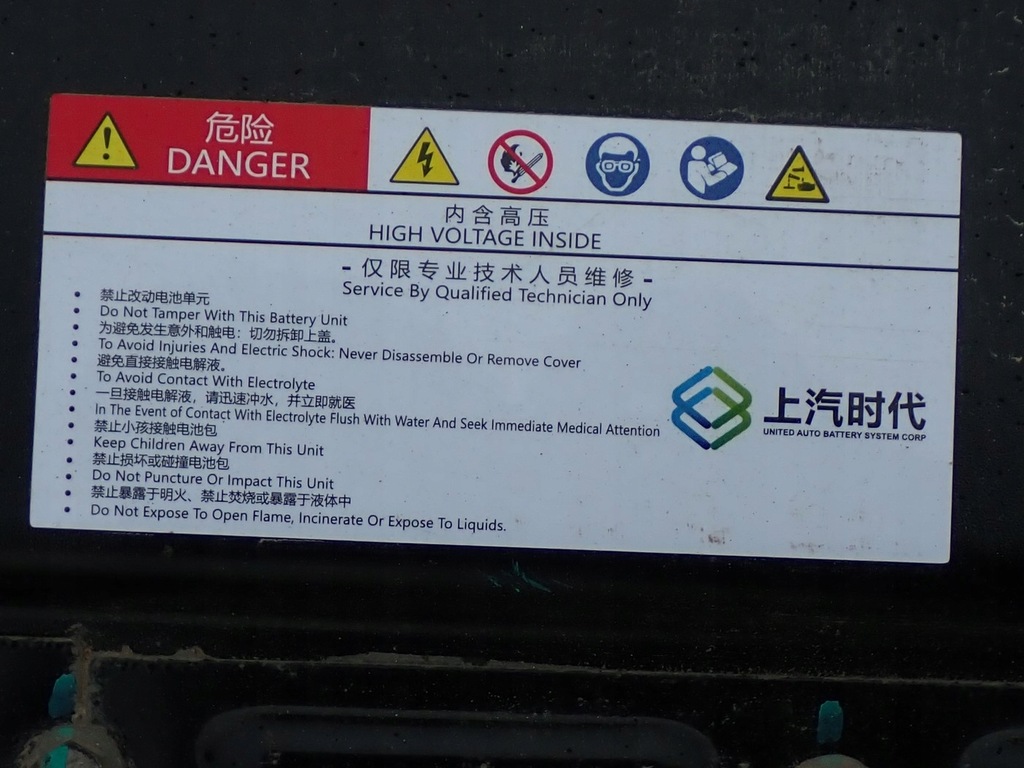 危险
DANGER
内含高压
HIGH VOLTAGE INSIDE
- 仅限专业技术人员维修 -
Service By Qualified Technician Only
• 禁止改动电池单元
• Do Not Tamper With This Battery Unit
• 为避免发生意外和触电: 切勿拆卸上盖。
• To Avoid Injuries And Electric Shock: Never Disassemble Or Remove Cover
• 避免直接接触电解液。
• To Avoid Contact With Electrolyte
• 一旦接触电解液，请迅速冲水，并立即就医
• In The Event of Contact With Electrolyte Flush With Water And Seek Immediate Medical Attention
• 禁止小孩接触电池包
• Keep Children Away From This Unit
• 禁止损坏或碰撞电池包
• Do Not Puncture Or Impact This Unit
• 禁止暴露于明火、禁止焚烧或暴露于液体中
• Do Not Expose To Open Flame, Incinerate Or Expose To Liquids.
上汽时代
UNITED AUTO BATTERY SYSTEM CORP